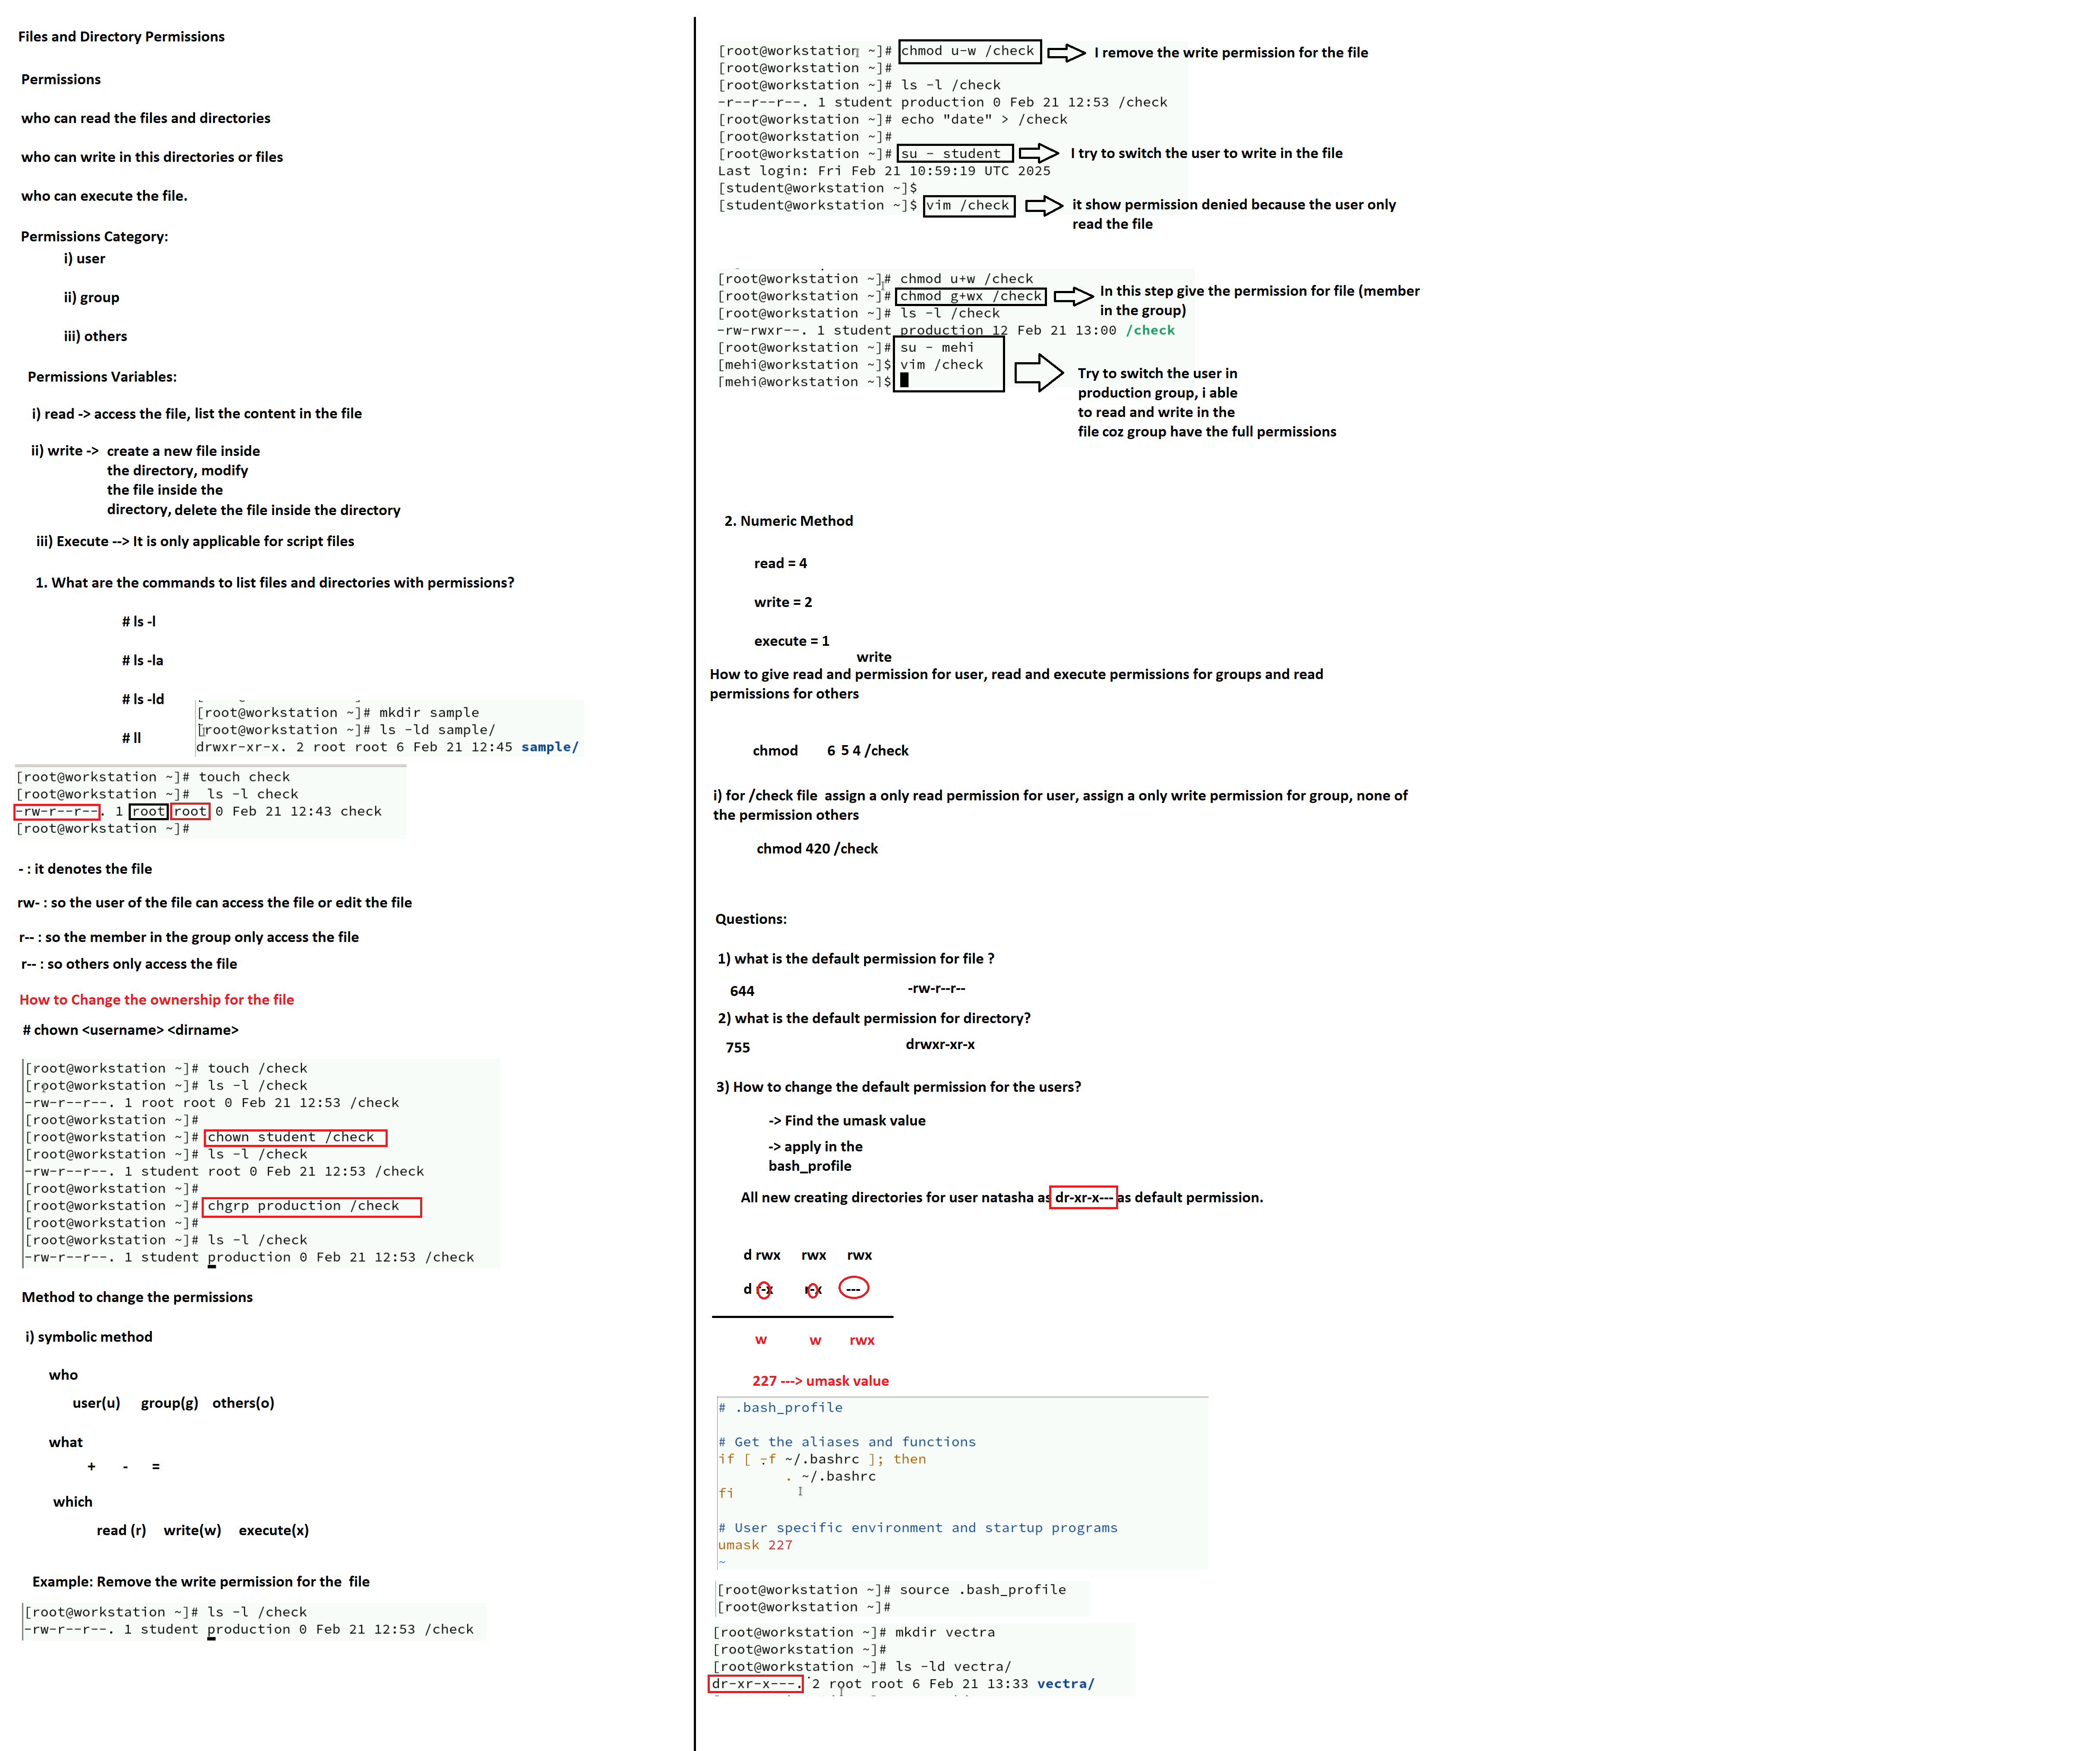 Files and Directory Permissions
Permissions
who can read the files and directories
who can write in this directories or files
who can execute the file.
Permissions Category:
i) user
ii) group
iii) others
Permissions Variables:
i) read -> access the file, list the content in the file
ii) write -> create a new file inside
the directory, modify
the file inside the
directory, delete the file inside the directory
iii) Execute --> It is only applicable for script files
1. What are the commands to list files and directories with permissions?
# ls -l
# ls -la
# ls -ld
# ll
[root@workstation ~]# mkdir sample
[root@workstation ~]# ls -ld sample/
drwxr-xr-x. 2 root root 6 Feb 21 12:45 sample/
[root@workstation ~]# touch check
[root@workstation ~]#  ls -l check
-rw-r--r--. 1 root root 0 Feb 21 12:43 check
[root@workstation ~]#
- : it denotes the file
rw- : so the user of the file can access the file or edit the file
r-- : so the member in the group only access the file
r-- : so others only access the file
How to Change the ownership for the file
# chown <username> <dirname>
[root@workstation ~]# touch /check
[root@workstation ~]# ls -l /check
-rw-r--r--. 1 root root 0 Feb 21 12:53 /check
[root@workstation ~]#
[root@workstation ~]# chown student /check
[root@workstation ~]# ls -l /check
-rw-r--r--. 1 student root 0 Feb 21 12:53 /check
[root@workstation ~]#
[root@workstation ~]# chgrp production /check
[root@workstation ~]#
[root@workstation ~]# ls -l /check
-rw-r--r--. 1 student production 0 Feb 21 12:53 /check
Method to change the permissions
i) symbolic method
who
user(u) group(g) others(o)
what
+ - =
which
read (r) write(w) execute(x)
Example: Remove the write permission for the  file
[root@workstation ~]# ls -l /check
-rw-r--r--. 1 student production 0 Feb 21 12:53 /check
[root@workstation ~]# chmod u-w /check I remove the write permission for the file
[root@workstation ~]#
[root@workstation ~]# ls -l /check
-r--r--r--. 1 student production 0 Feb 21 12:53 /check
[root@workstation ~]# echo "date" > /check
[root@workstation ~]#
[root@workstation ~]# su - student I try to switch the user to write in the file
Last login: Fri Feb 21 10:59:19 UTC 2025
[student@workstation ~]$
[student@workstation ~]$ vim /check it show permission denied because the user only
read the file
[root@workstation ~]# chmod u+w /check
[root@workstation ~]# chmod g+wx /check In this step give the permission for file (member
in the group)
[root@workstation ~]# ls -l /check
-rw-rwxr--. 1 student production 12 Feb 21 13:00 /check
[root@workstation ~]# su - mehi
[mehi@workstation ~]$ vim /check
[mehi@workstation ~]$
Try to switch the user in
production group, i able
to read and write in the
file coz group have the full permissions
2. Numeric Method
read = 4
write = 2
execute = 1
write
How to give read and permission for user, read and execute permissions for groups and read
permissions for others
chmod 6 5 4 /check
i) for /check file  assign a only read permission for user, assign a only write permission for group, none of
the permission others
chmod 420 /check
Questions:
1) what is the default permission for file ?
644 -rw-r--r--
2) what is the default permission for directory?
755 drwxr-xr-x
3) How to change the default permission for the users?
-> Find the umask value
-> apply in the
bash_profile
All new creating directories for user natasha as dr-xr-x--- as default permission.
d rwx rwx rwx
d r-x r-x ---
w w rwx
227 ---> umask value
# .bash_profile
# Get the aliases and functions
if [ -f ~/.bashrc ]; then
. ~/.bashrc
fi
# User specific environment and startup programs
umask 227
~
[root@workstation ~]# source .bash_profile
[root@workstation ~]#
[root@workstation ~]# mkdir vectra
[root@workstation ~]#
[root@workstation ~]# ls -ld vectra/
dr-xr-x---. 2 root root 6 Feb 21 13:33 vectra/